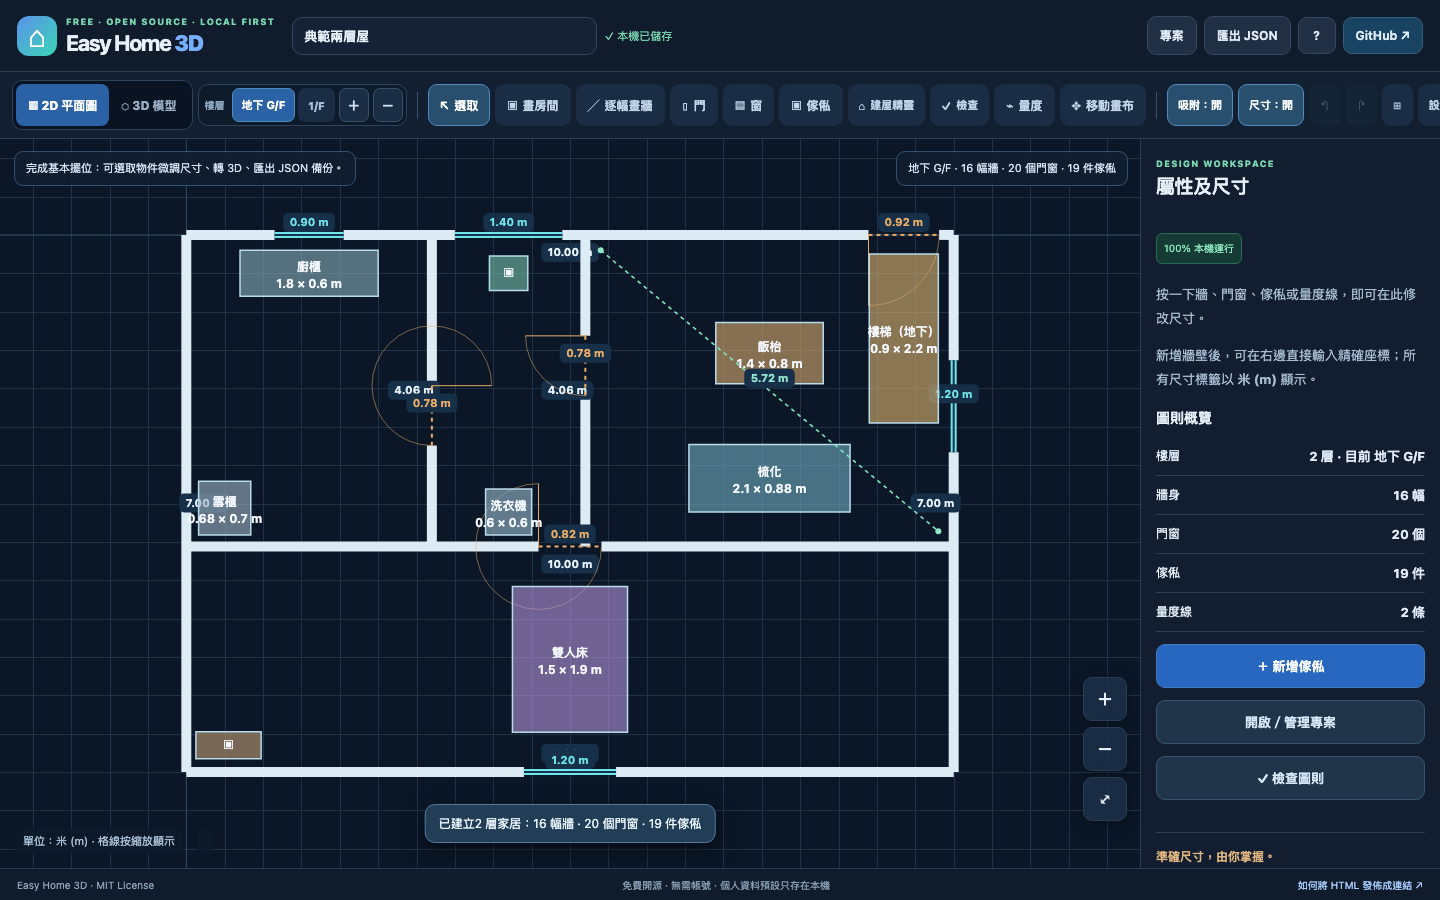 FREE · OPEN SOURCE · LOCAL FIRST
Easy Home 3D
典範兩層屋
✓ 本機已儲存
專案
匯出 JSON
?
GitHub ↗
2D 平面圖
3D 模型
樓層
地下 G/F
1/F
+
−
選取
畫房間
逐幅畫牆
門
窗
傢俬
建屋精靈
✓ 檢查
量度
移動畫布
吸附：開
尺寸：開
設
完成基本擺位：可選取物件微調尺寸、轉 3D、匯出 JSON 備份。
地下 G/F · 16 幅牆 · 20 個門窗 · 19 件傢俬
0.90 m
1.40 m
0.92 m
10.00
廚櫃
1.8 × 0.6 m
樓梯（地下）
0.9 × 2.2 m
飯枱
1.4 × 0.8 m
0.78 m
5.72 m
4.06 m
0.78 m
4.06 m
1.20 m
梳化
2.1 × 0.88 m
7.00
雪櫃
0.68 × 0.7 m
洗衣機
0.6 × 0.6 m
7.00 m
0.82 m
10.00 m
雙人床
1.5 × 1.9 m
1.20 m
+
−
已建立2 層家居：16 幅牆 · 20 個門窗 · 19 件傢俬
單位：米 (m) · 格線按縮放顯示
DESIGN WORKSPACE
屬性及尺寸
100% 本機運行
按一下牆、門窗、傢俬或量度線，即可在此修
改尺寸。
新增牆壁後，可在右邊直接輸入精確座標；所
有尺寸標籤以 米 (m) 顯示。
圖則概覽
樓層 2 層 · 目前 地下 G/F
牆身 16 幅
門窗 20 個
傢俬 19 件
量度線 2 條
＋ 新增傢俬
開啟 / 管理專案
✓ 檢查圖則
準確尺寸，由你掌握。
Easy Home 3D · MIT License
免費開源 · 無需帳號 · 個人資料預設只存在本機
如何將 HTML 發佈成連結 ↗